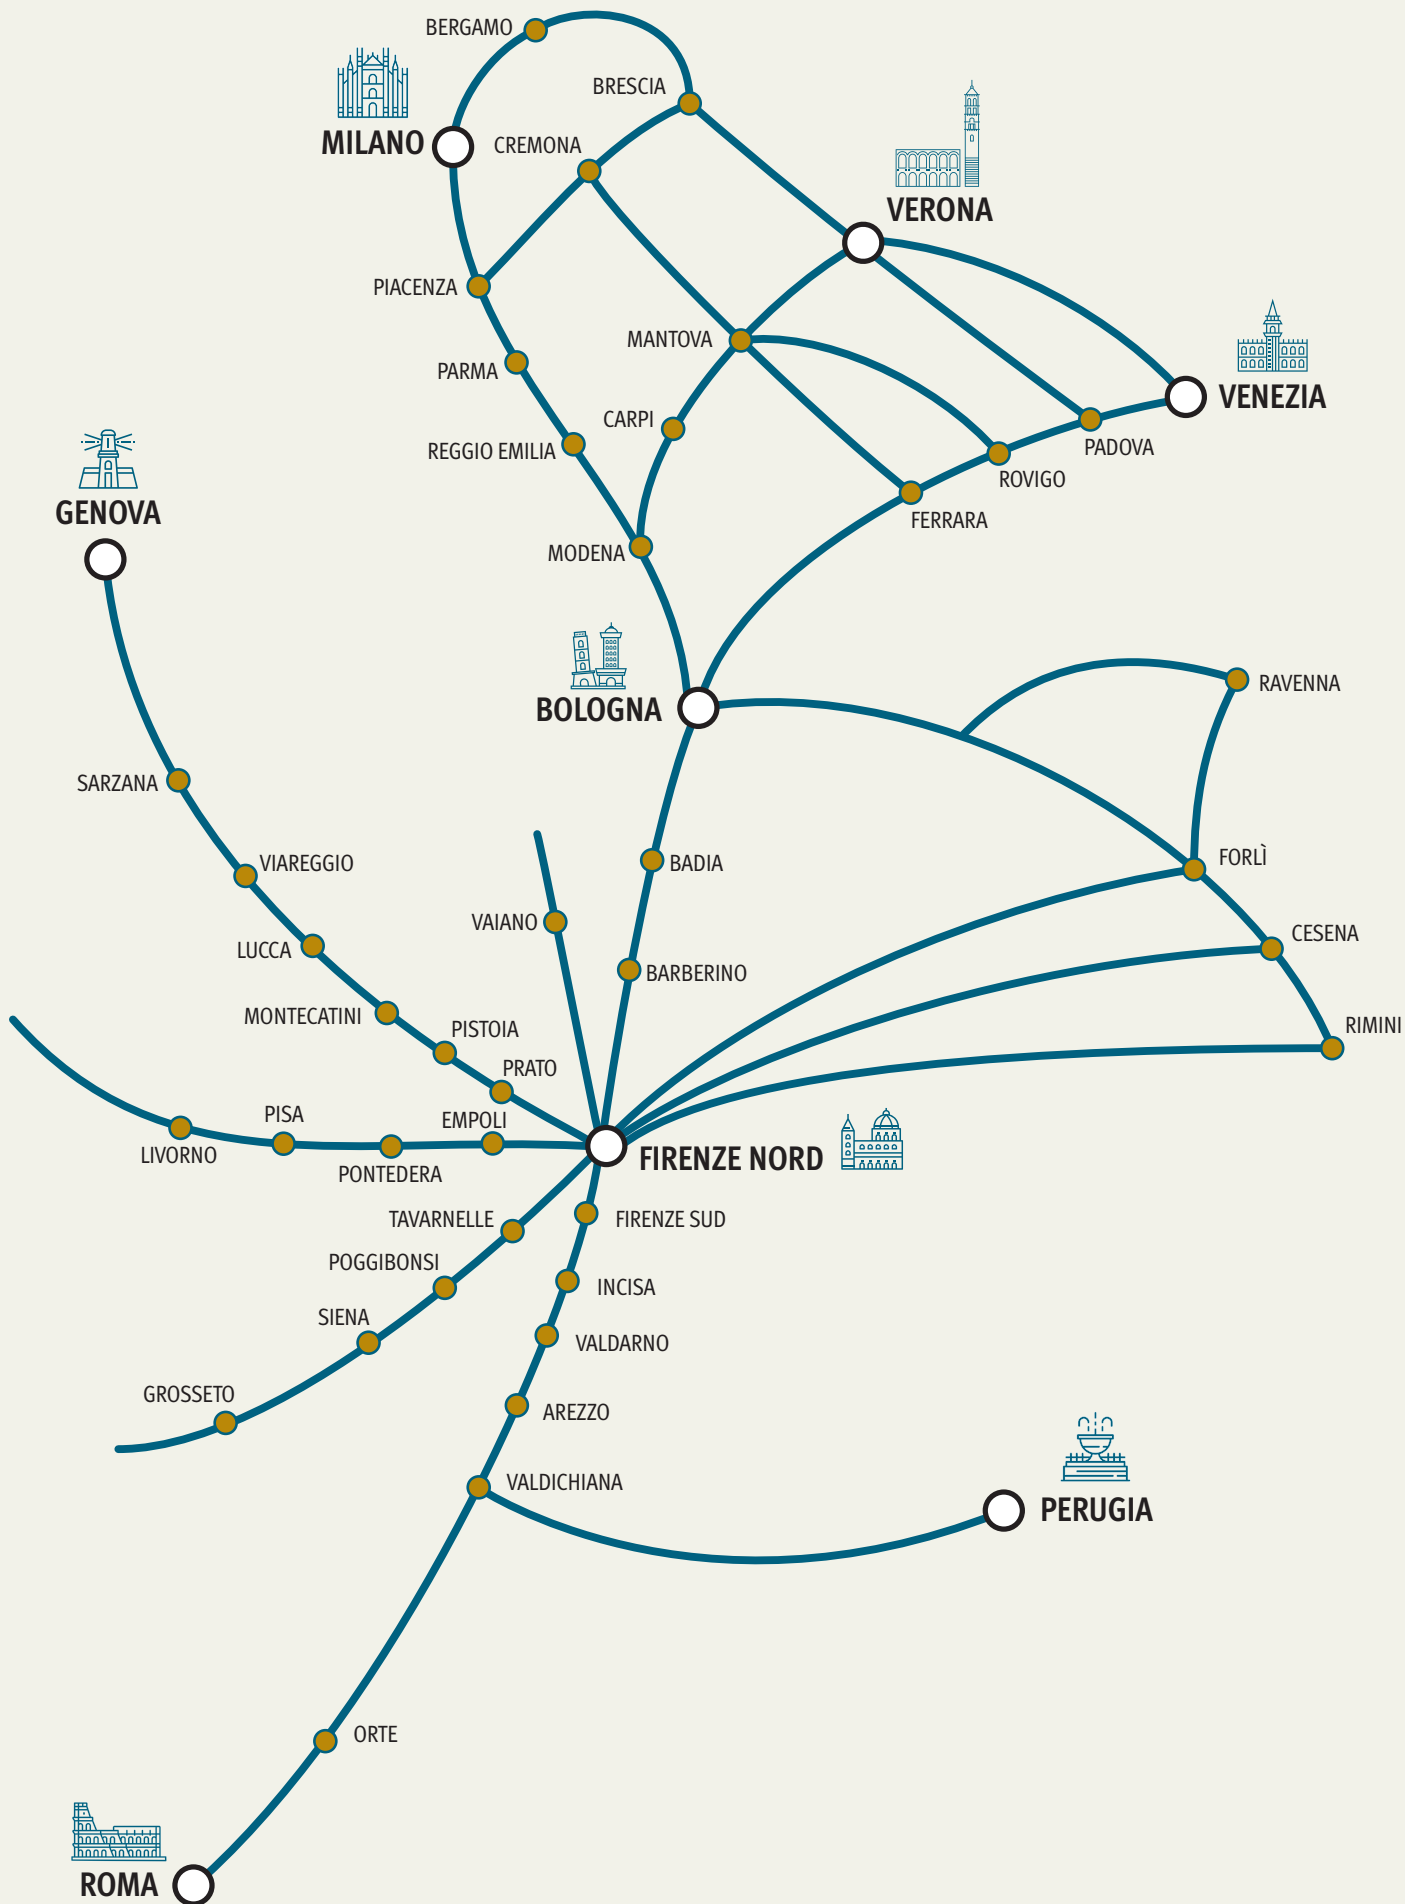 BERGAMO
BRESCIA
MILANO
CREMONA
VERONA
PIACENZA
MANTOVA
PARMA
VENEZIA
CARPI
REGGIO EMILIA
PADOVA
ROVIGO
GENOVA
FERRARA
MODENA
BOLOGNA
RAVENNA
SARZANA
VIAREGGIO
BADIA
FORLÌ
VAIANO
LUCCA
CESENA
BARBERINO
MONTECATINI
PISTOIA
RIMINI
PRATO
PISA
EMPOLI
LIVORNO
PONTEDERA
FIRENZE NORD
TAVARNELLE
FIRENZE SUD
POGGIBONSI
INCISA
SIENA
VALDARNO
GROSSETO
AREZZO
VALDICHIANA
PERUGIA
ORTE
ROMA